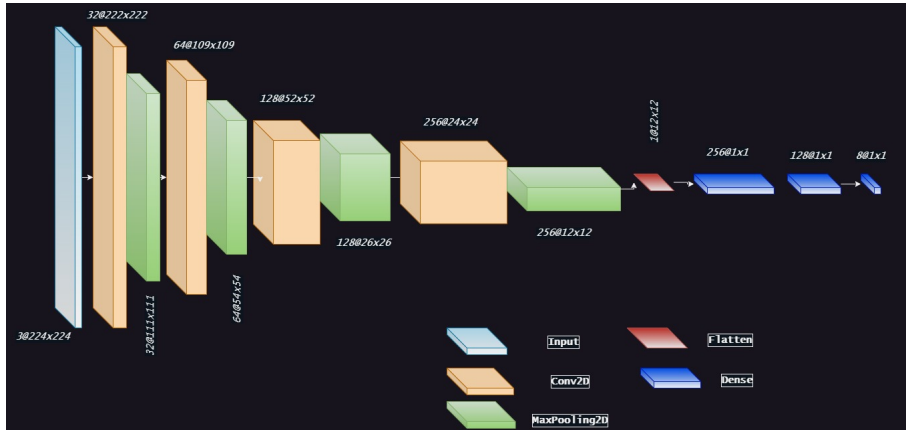 32@222x222
64@109x109
128@52x52
256@24x24
1@12x12
256@1x1
128@1x1
8@1x1
3@224x224
32@111x111
64@54x54
128@26x26
256@12x12
Input
Flatten
Conv2D
Dense
MaxPooling2D